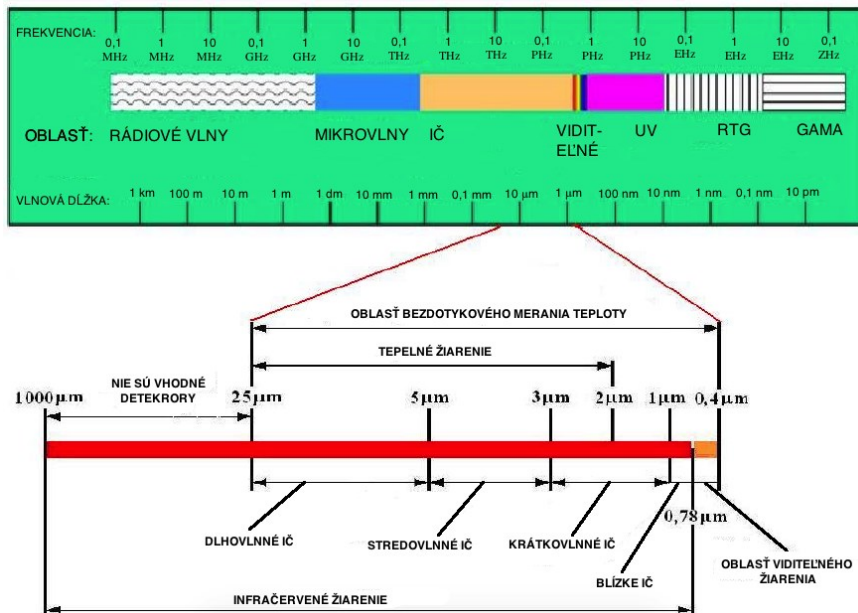 FREKVENCIA: 0,1 MHz 1 MHz 10 MHz 0,1 GHz 1 GHz 10 GHz 0,1 THz 1 THz 10 THz 0,1 PHz 1 PHz 10 PHz 0,1 EHz 1 EHz 10 EHz 0,1 ZHz
OBLASŤ: RÁDIOVÉ VLNY MIKROVLNY IČ VIDIT- UV RTG GAMA
EĽNÉ
VLNOVÁ DĹŽKA: 1 km 100 m 10 m 1 m 1 dm 10 mm 1 mm 0,1 mm 10 µm 1 µm 100 nm 10 nm 1 nm 0,1 nm 10 pm
OBLASŤ BEZDOTYKOVÉHO MERANIA TEPLOTY
TEPELNÉ ŽIARENIE
NIE SÚ VHODNÉ
DETEKRORY
1000µm 25µm 5µm 3µm 2µm 1µm 0,4µm
0,78µm
DLHOVLNNÉ IČ
STREDOVLNNÉ IČ
KRÁTKOVLNNÉ IČ
BLÍZKE IČ
OBLASŤ VIDITEĽNÉHO
ŽIARENIA
INFRAČERVENÉ ŽIARENIE